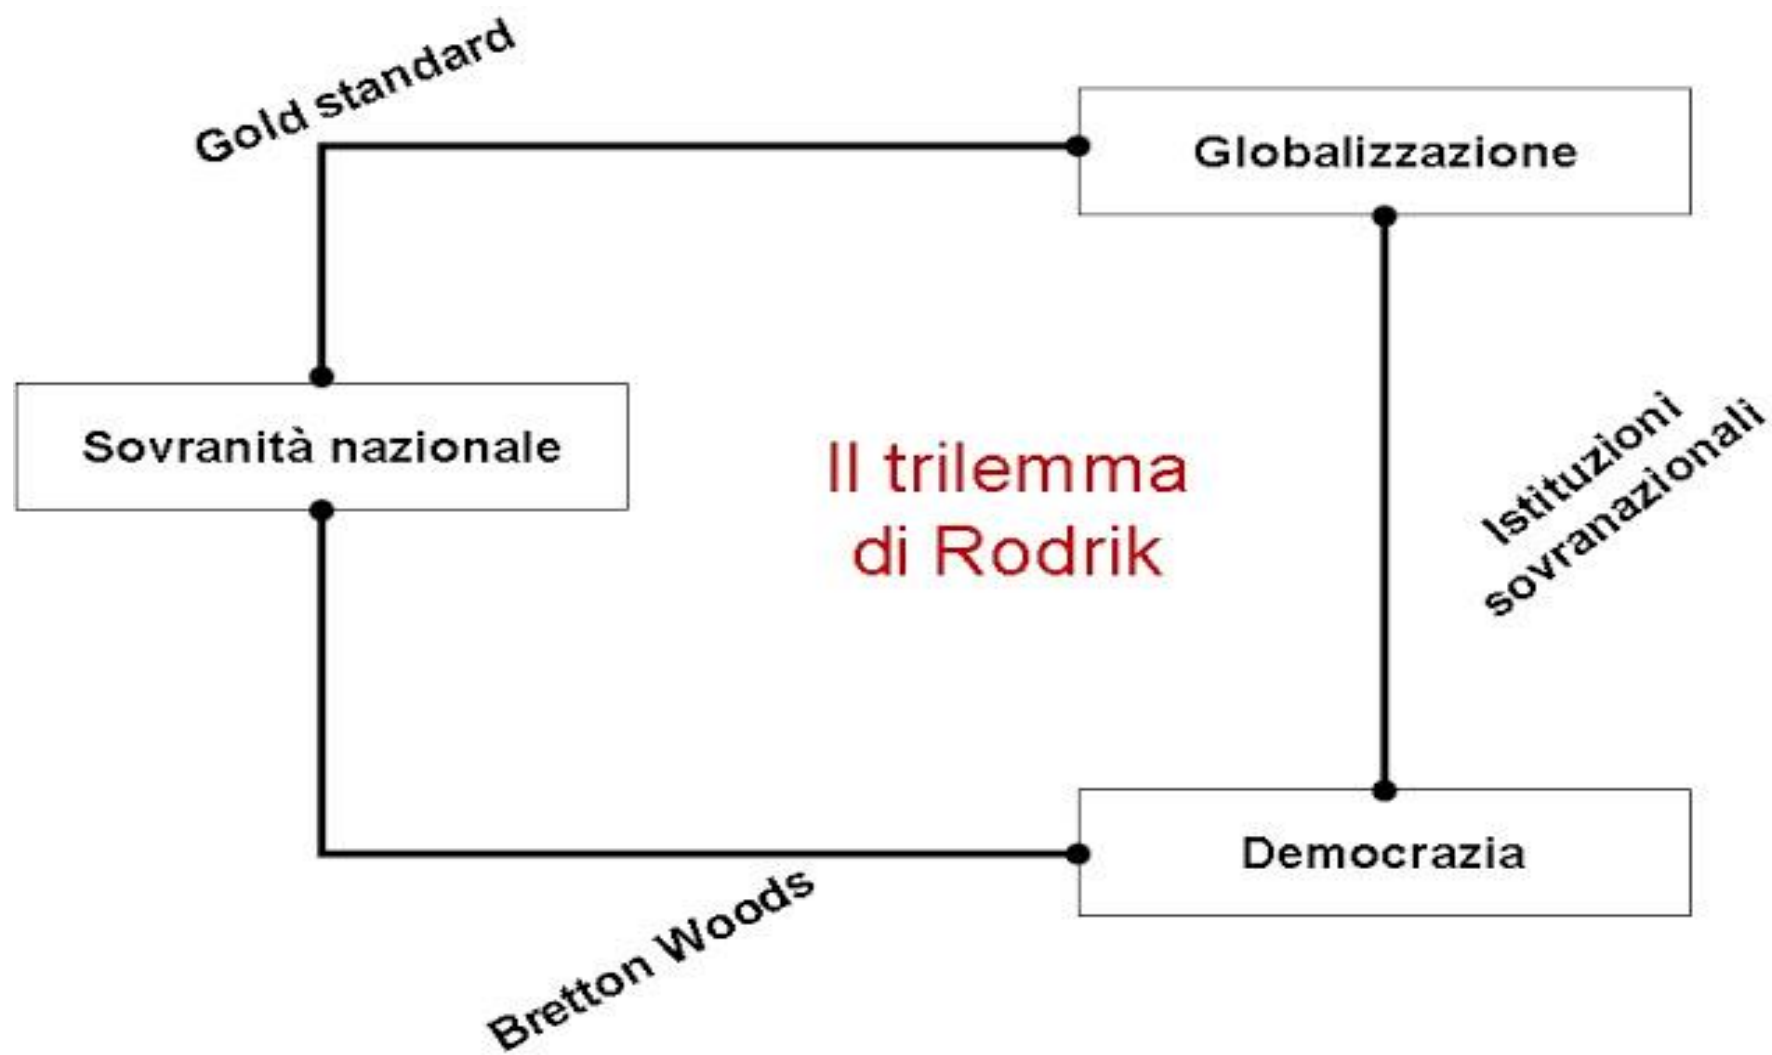 Gold standard
Globalizzazione
Sovranità nazionale
Il trilemma
di Rodrik
Istituzioni
sovranazionali
Democrazia
Bretton Woods